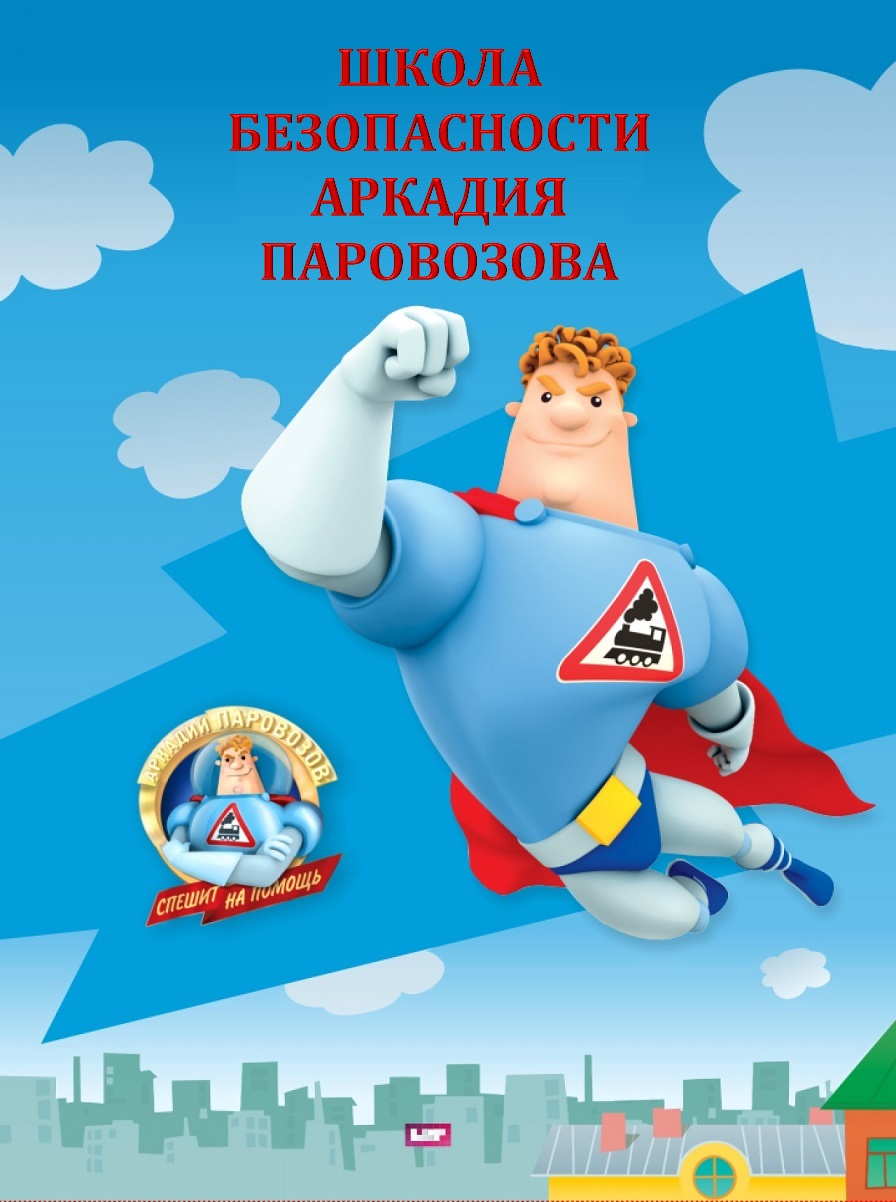 ШКОЛА
БЕЗОПАСНОСТИ
АРКАДИЯ
ПАРОВОЗОВА
АРКАДИЙ ПАРОВОЗОВ
СПЕШИТ НА ПОМОЩЬ